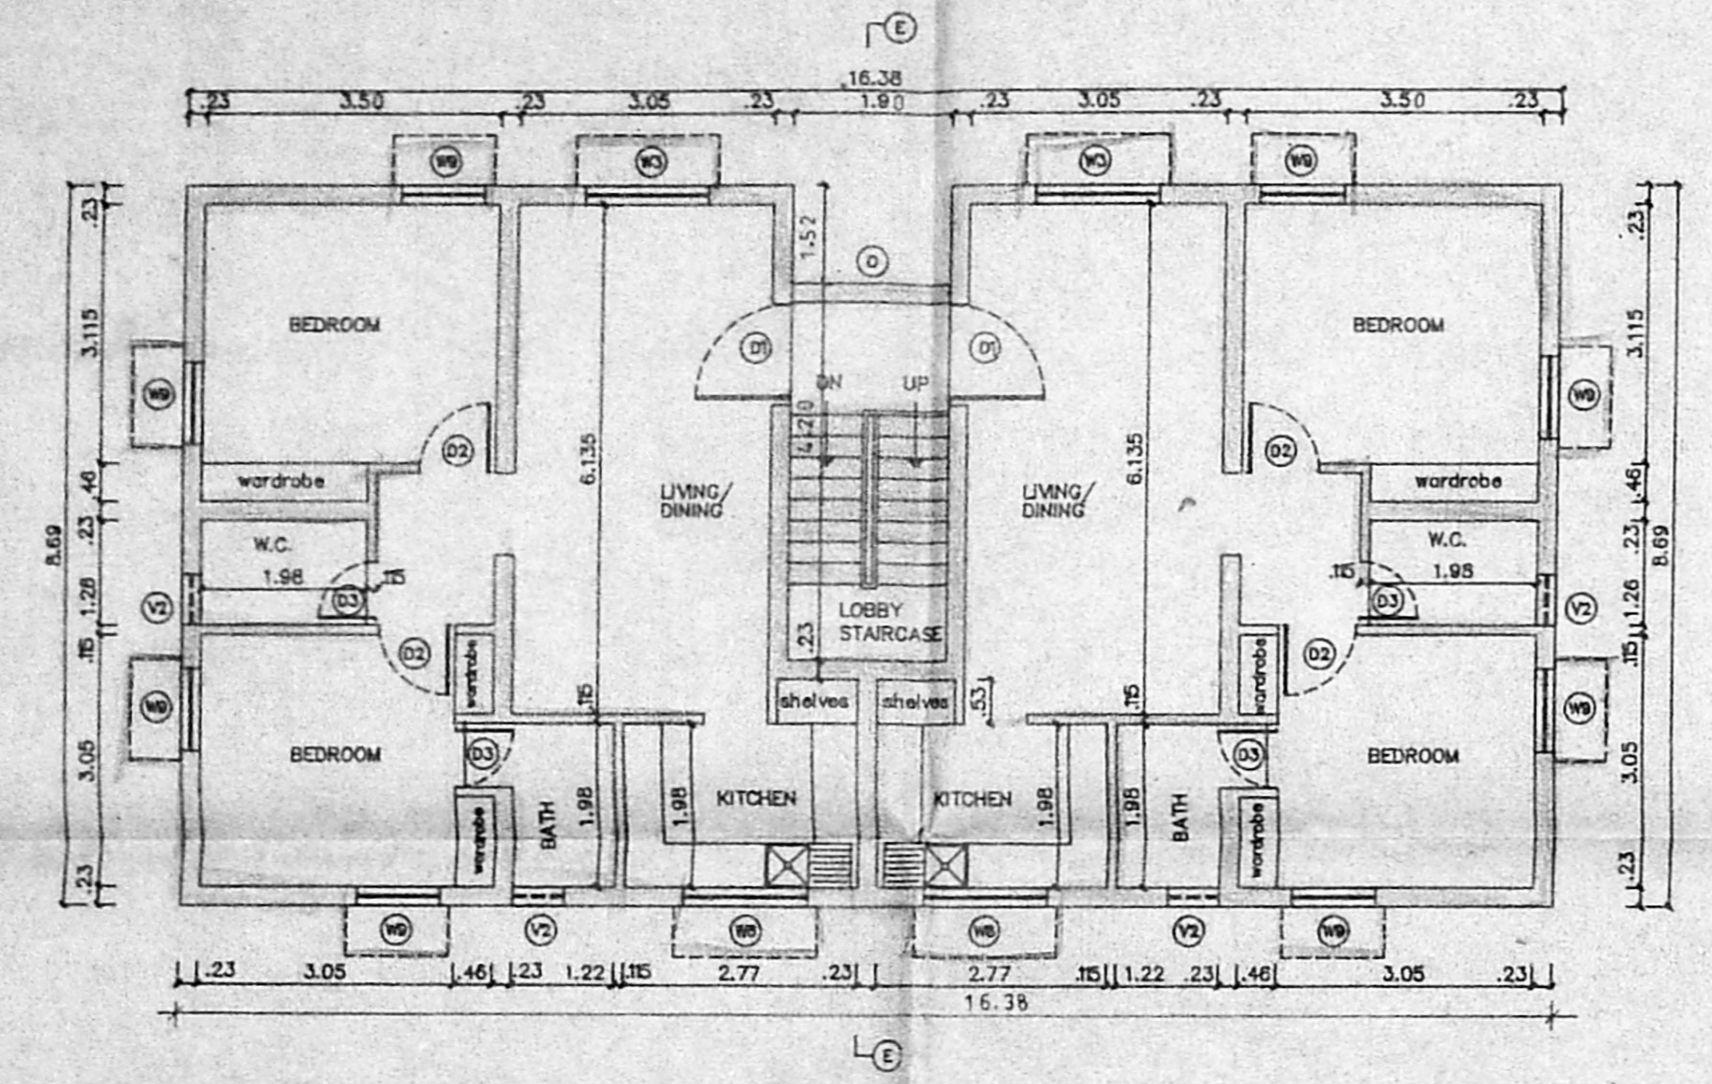 E
16.38
.23 3.50 .23 3.05 .23 1.90 .23 3.05 .23 3.50 .23
W9 W3 W3 W9
.23 1.52 .23
O
BEDROOM D1 D1 BEDROOM
3.115 3.115
DN UP
W9 W9
4.20
D2 D2
6.135 6.135
.46 wardrobe wardrobe .46
LIVING/ LIVING/
DINING DINING
8.69 .23 W.C. W.C. .23 8.69
1.98 .115 .115 1.98
V2 1.26 D3 D3 1.26 V2
LOBBY
STAIRCASE
.23
.115 D2 D2 .115
wardrobe wardrobe
W9 .115 shelves shelves .53 .115 W9
BEDROOM D3 D3 BEDROOM
3.05 3.05
BATH 1.98 1.98 KITCHEN KITCHEN 1.98 1.98 BATH
wardrobe wardrobe
.23 .23
W9 V2 W8 W8 V2 W9
.23 3.05 .46 .23 1.22 .115 2.77 .23 2.77 .115 1.22 .23 .46 3.05 .23
16.38
E